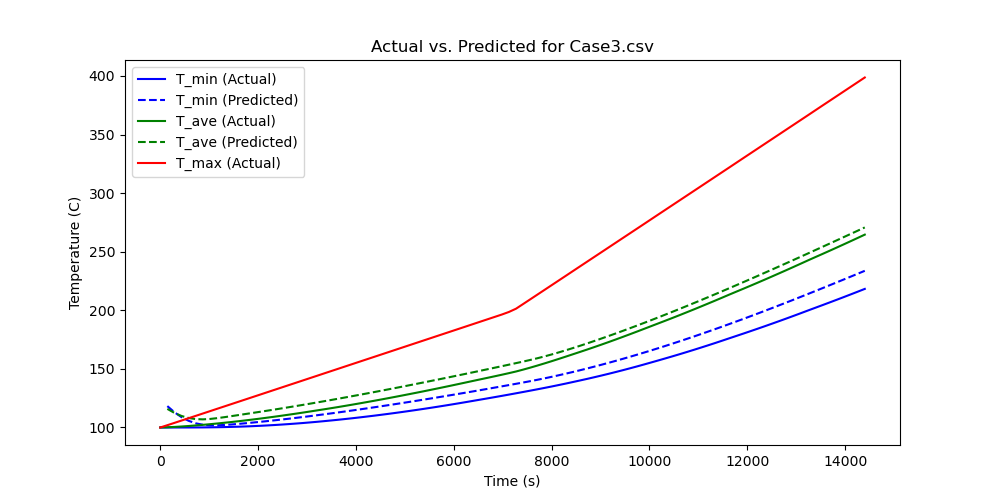 Actual vs. Predicted for Case3.csv
T_min (Actual)
T_min (Predicted)
T_ave (Actual)
T_ave (Predicted)
T_max (Actual)
Temperature (C)
400
350
300
250
200
150
100
0 2000 4000 6000 8000 10000 12000 14000
Time (s)